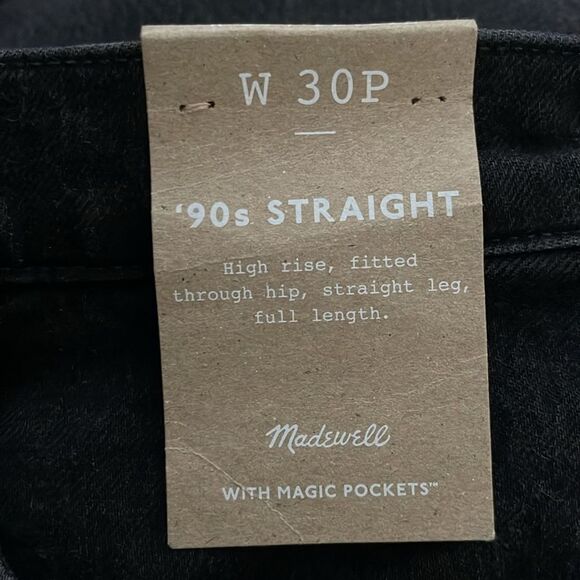 W 30P
‘90s STRAIGHT
High rise, fitted
through hip, straight leg,
full length.
Madewell
WITH MAGIC POCKETS™